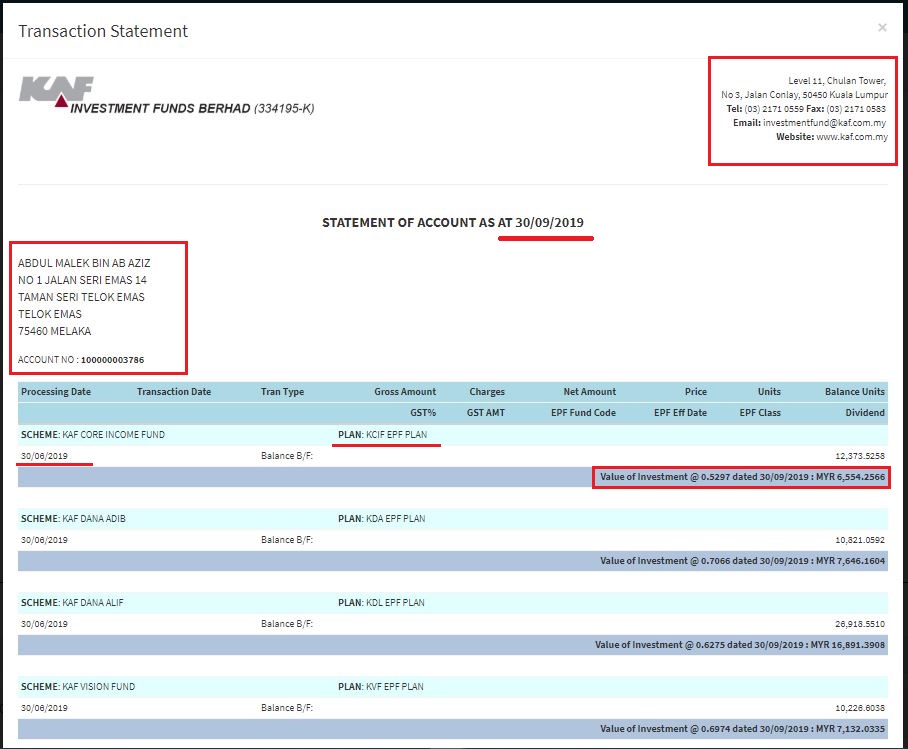 Transaction Statement ×
KAF INVESTMENT FUNDS BERHAD (334195-K)
Level 11, Chulan Tower,
No 3, Jalan Conlay, 50450 Kuala Lumpur
Tel: (03) 2171 0559 Fax: (03) 2171 0583
Email: investmentfund@kaf.com.my
Website: www.kaf.com.my
STATEMENT OF ACCOUNT AS AT 30/09/2019
ABDUL MALEK BIN AB AZIZ
NO 1 JALAN SERI EMAS 14
TAMAN SERI TELOK EMAS
TELOK EMAS
75460 MELAKA
ACCOUNT NO : 100000003786
Processing Date Transaction Date Tran Type Gross Amount Charges Net Amount Price Units Balance Units
GST% GST AMT EPF Fund Code EPF Eff Date EPF Class Dividend
SCHEME: KAF CORE INCOME FUND PLAN: KCIF EPF PLAN
30/06/2019 Balance B/F: 12,373.5258
Value of Investment @ 0.5297 dated 30/09/2019 : MYR 6,554.2566
SCHEME: KAF DANA ADIB PLAN: KDA EPF PLAN
30/06/2019 Balance B/F: 10,821.0592
Value of Investment @ 0.7066 dated 30/09/2019 : MYR 7,646.1604
SCHEME: KAF DANA ALIF PLAN: KDL EPF PLAN
30/06/2019 Balance B/F: 26,918.5510
Value of Investment @ 0.6275 dated 30/09/2019 : MYR 16,891.3908
SCHEME: KAF VISION FUND PLAN: KVF EPF PLAN
30/06/2019 Balance B/F: 10,226.6038
Value of Investment @ 0.6974 dated 30/09/2019 : MYR 7,132.0335